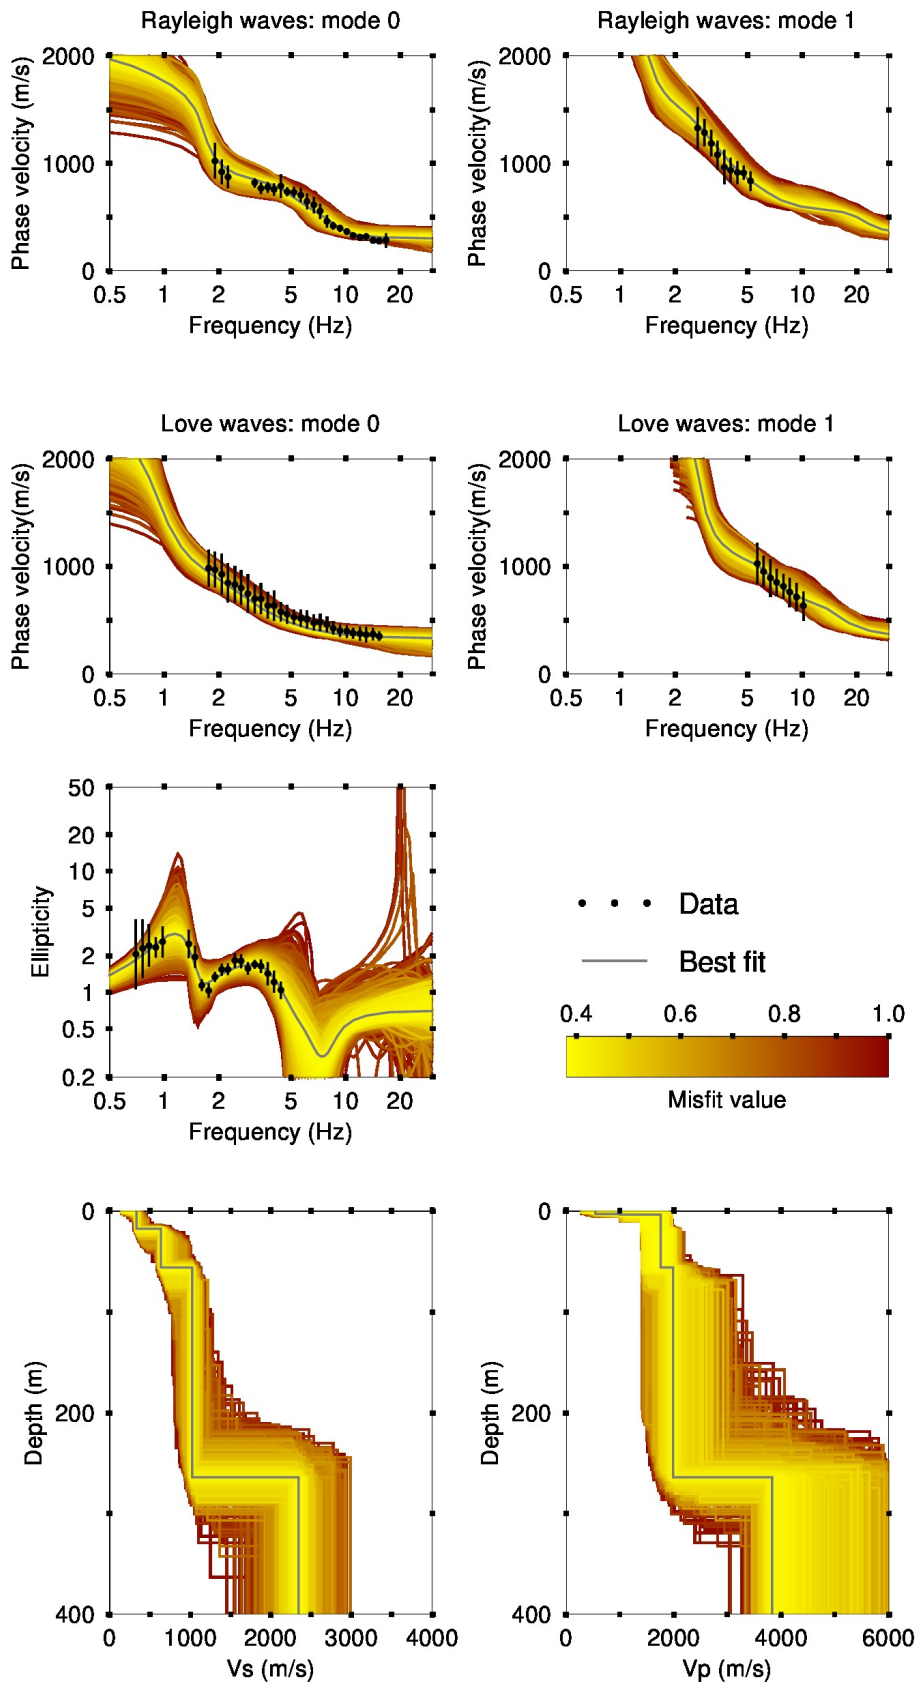 Rayleigh waves: mode 0
Phase velocity (m/s)
2000
1000
0
0.5 1 2 5 10 20
Frequency (Hz)
Rayleigh waves: mode 1
Phase velocity(m/s)
2000
1000
0
0.5 1 2 5 10 20
Frequency (Hz)
Love waves: mode 0
Phase velocity(m/s)
2000
1000
0
0.5 1 2 5 10 20
Frequency (Hz)
Love waves: mode 1
Phase velocity(m/s)
2000
1000
0
0.5 1 2 5 10 20
Frequency (Hz)
Ellipticity
50
20
10
5
2
1
0.5
0.2
0.5 1 2 5 10 20
Frequency (Hz)
Data
Best fit
0.4 0.6 0.8 1.0
Misfit value
Depth (m)
0
200
400
0 1000 2000 3000 4000
Vs (m/s)
Depth (m)
0
200
400
0 2000 4000 6000
Vp (m/s)